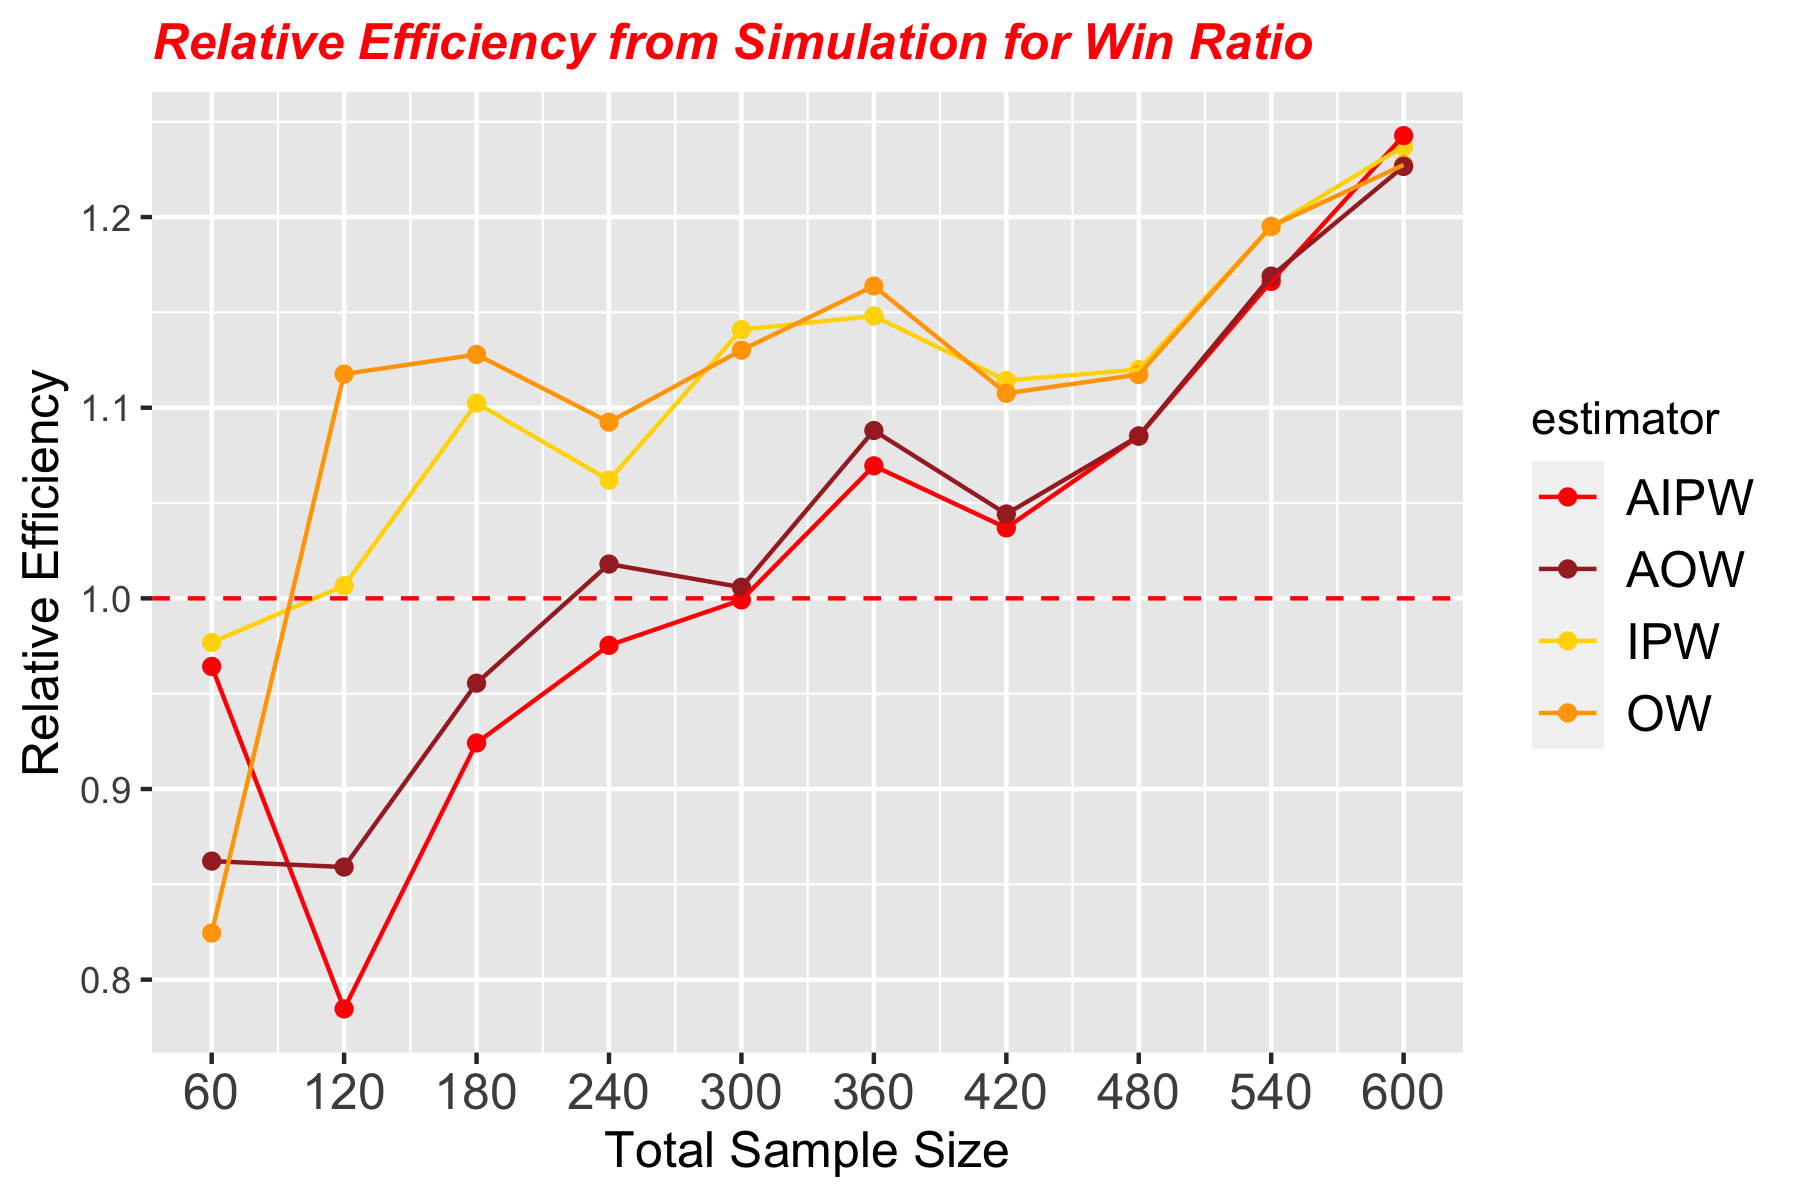 Relative Efficiency from Simulation for Win Ratio
Relative Efficiency
1.2
1.1
1.0
0.9
0.8
60 120 180 240 300 360 420 480 540 600
Total Sample Size
estimator
AIPW
AOW
IPW
OW